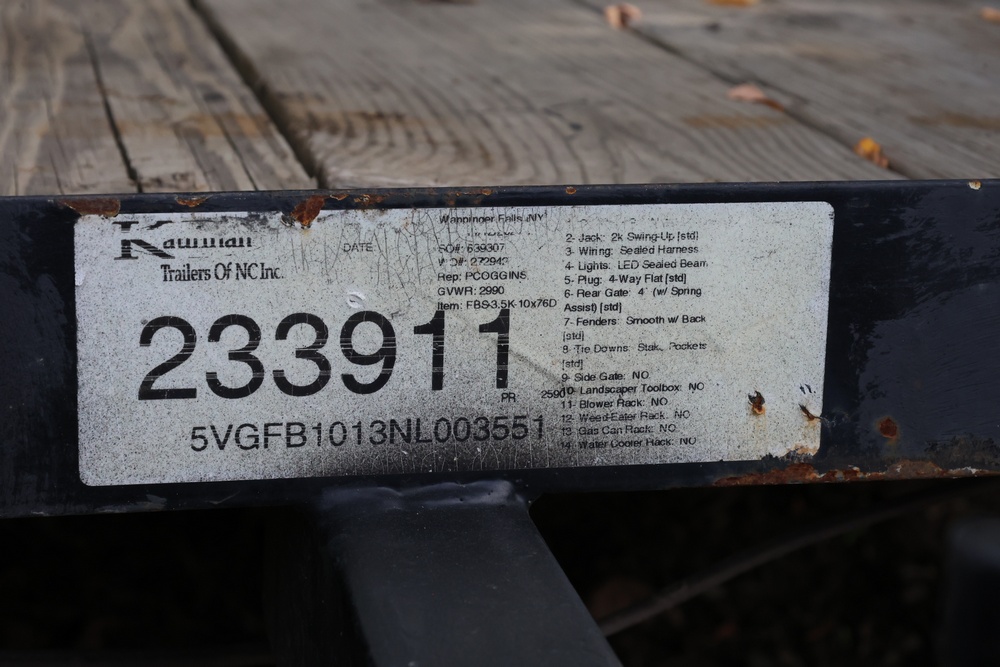 Kaufman
Trailers Of NC Inc.
DATE
Wappinger Falls, NY
SO#: 639307
W O#: 272943
Rep: PCOGGINS
GVWR: 2990
Item: FBS-3.5K-10x76D
233911
PR 2590
5VGFB1013NL003551
2- Jack: 2k Swing-Up [std]
3- Wiring: Sealed Harness
4- Lights: LED Sealed Beam
5- Plug: 4-Way Flat [std]
6- Rear Gate: 4' (w/ Spring
Assist) [std]
7- Fenders: Smooth w/ Back
[std]
8- Tie Downs: Stake Pockets
[std]
9- Side Gate: NO
10- Landscaper Toolbox: NO
11- Blower Rack: NO
12- Weed-Eater Rack: NO
13- Gas Can Rack: NO
14- Water Cooler Rack: NO